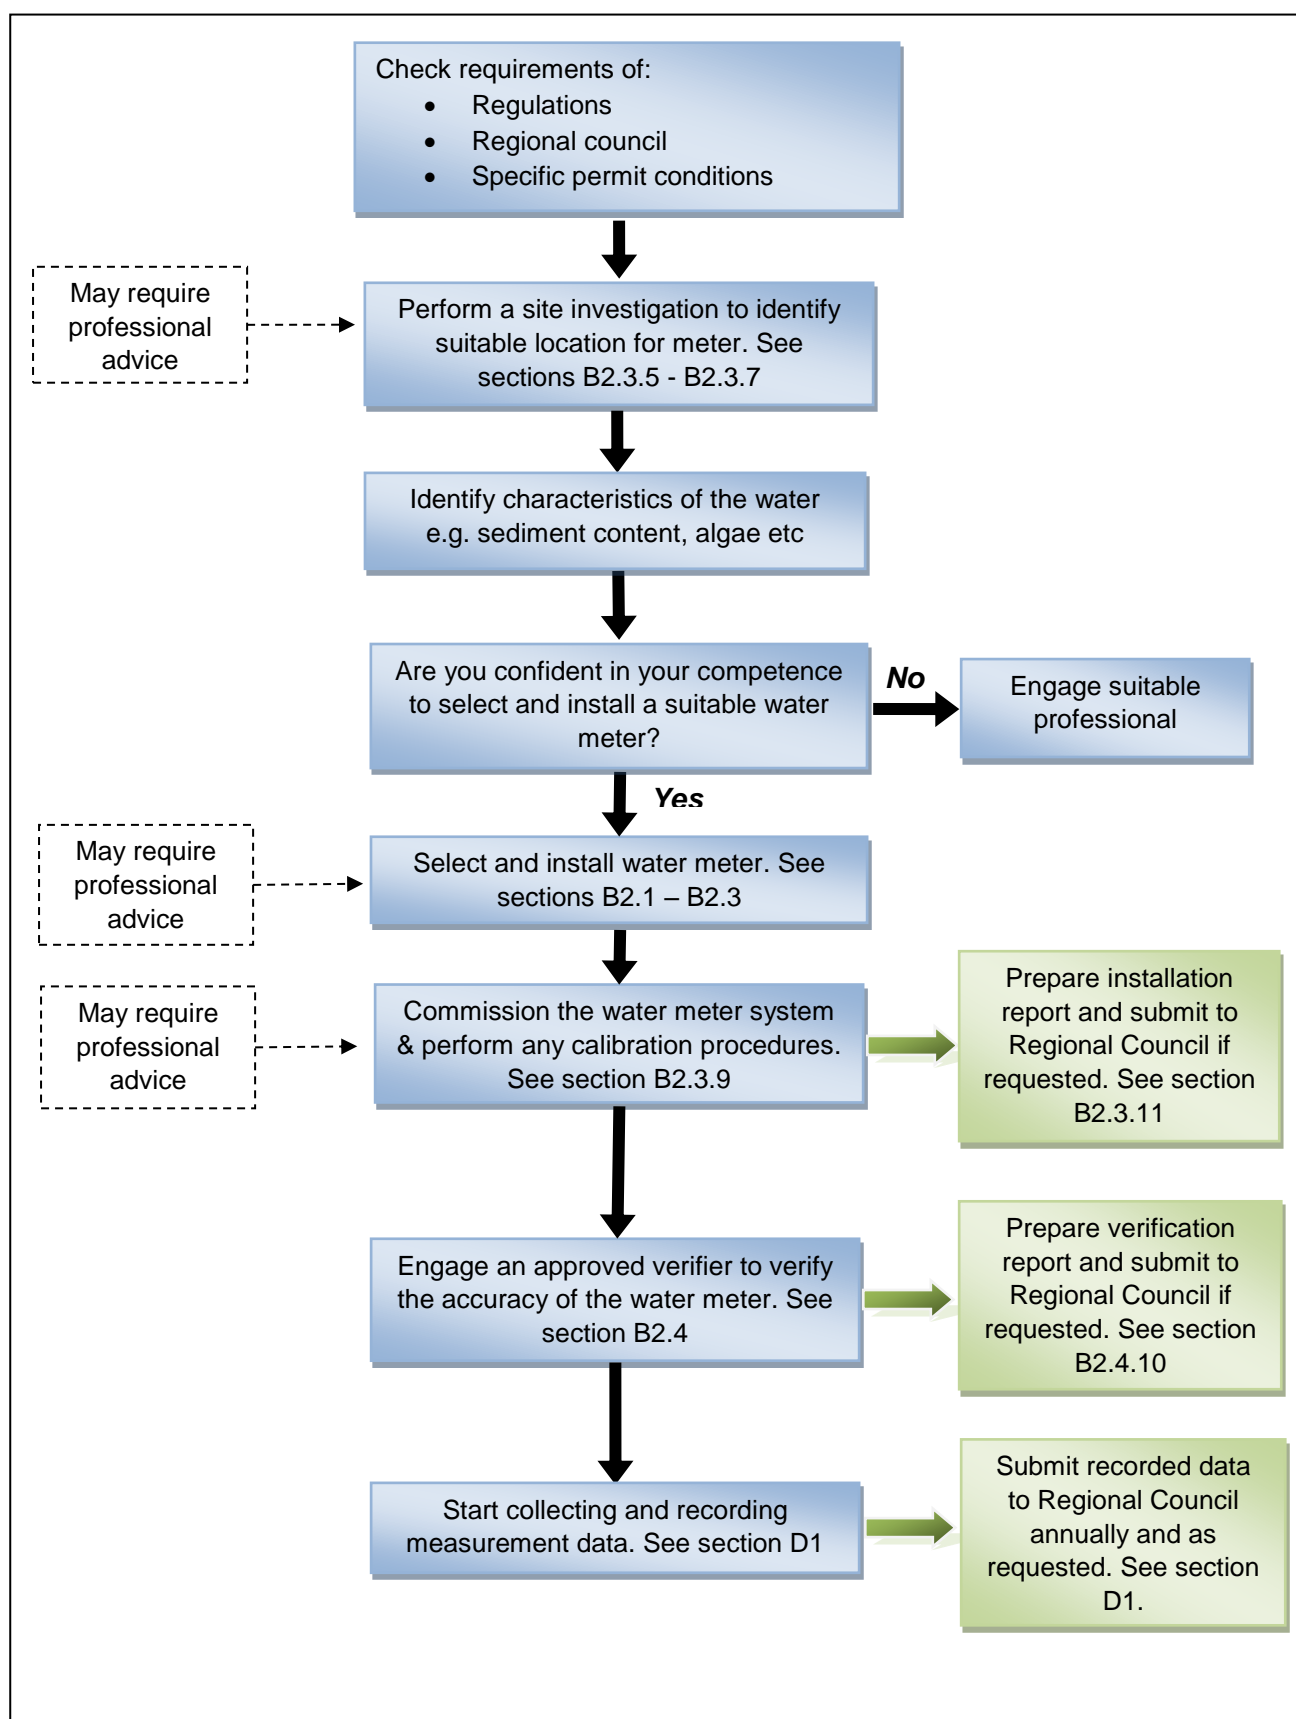 Check requirements of:
• Regulations
• Regional council
• Specific permit conditions
May require
professional
advice
Perform a site investigation to identify
suitable location for meter. See
sections B2.3.5 - B2.3.7
Identify characteristics of the water
e.g. sediment content, algae etc
Are you confident in your competence
to select and install a suitable water
meter?
No
Engage suitable
professional
Yes
May require
professional
advice
Select and install water meter. See
sections B2.1 – B2.3
May require
professional
advice
Commission the water meter system
& perform any calibration procedures.
See section B2.3.9
Prepare installation
report and submit to
Regional Council if
requested. See section
B2.3.11
Engage an approved verifier to verify
the accuracy of the water meter. See
section B2.4
Prepare verification
report and submit to
Regional Council if
requested. See section
B2.4.10
Start collecting and recording
measurement data. See section D1
Submit recorded data
to Regional Council
annually and as
requested. See section
D1.